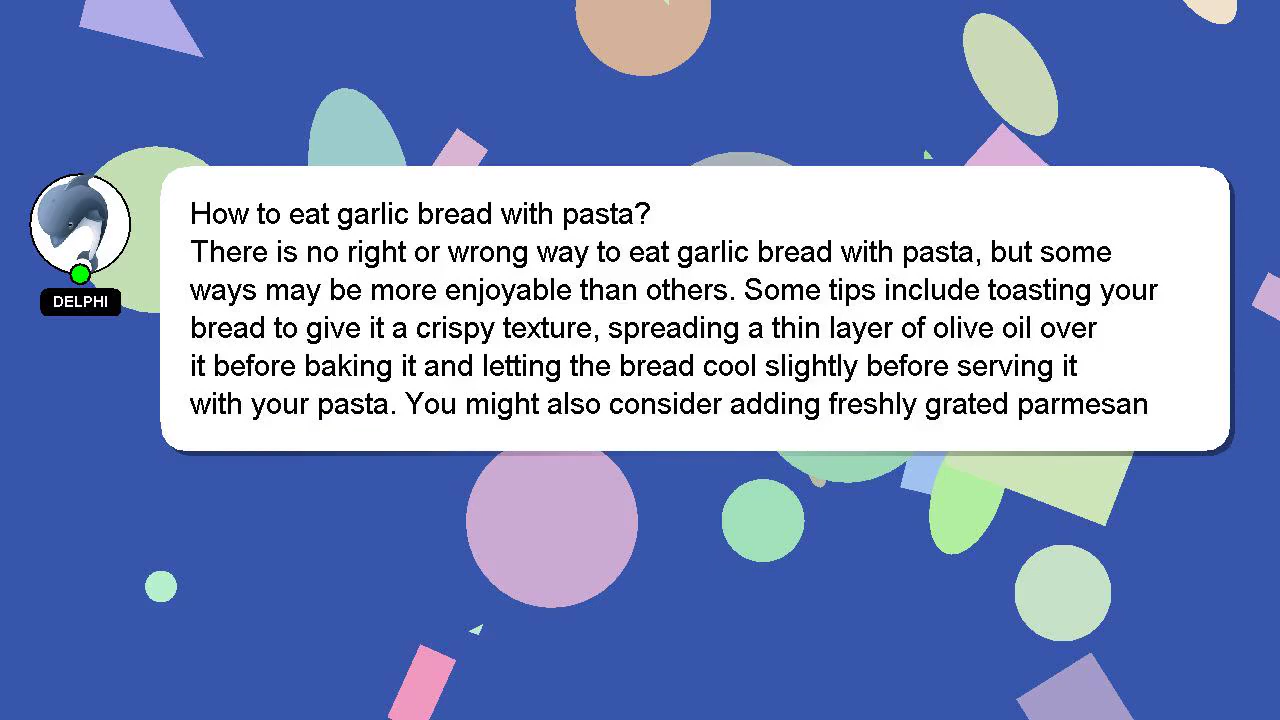 How to eat garlic bread with pasta?
There is no right or wrong way to eat garlic bread with pasta, but some
ways may be more enjoyable than others. Some tips include toasting your
bread to give it a crispy texture, spreading a thin layer of olive oil over
it before baking it and letting the bread cool slightly before serving it
with your pasta. You might also consider adding freshly grated parmesan
DELPHI